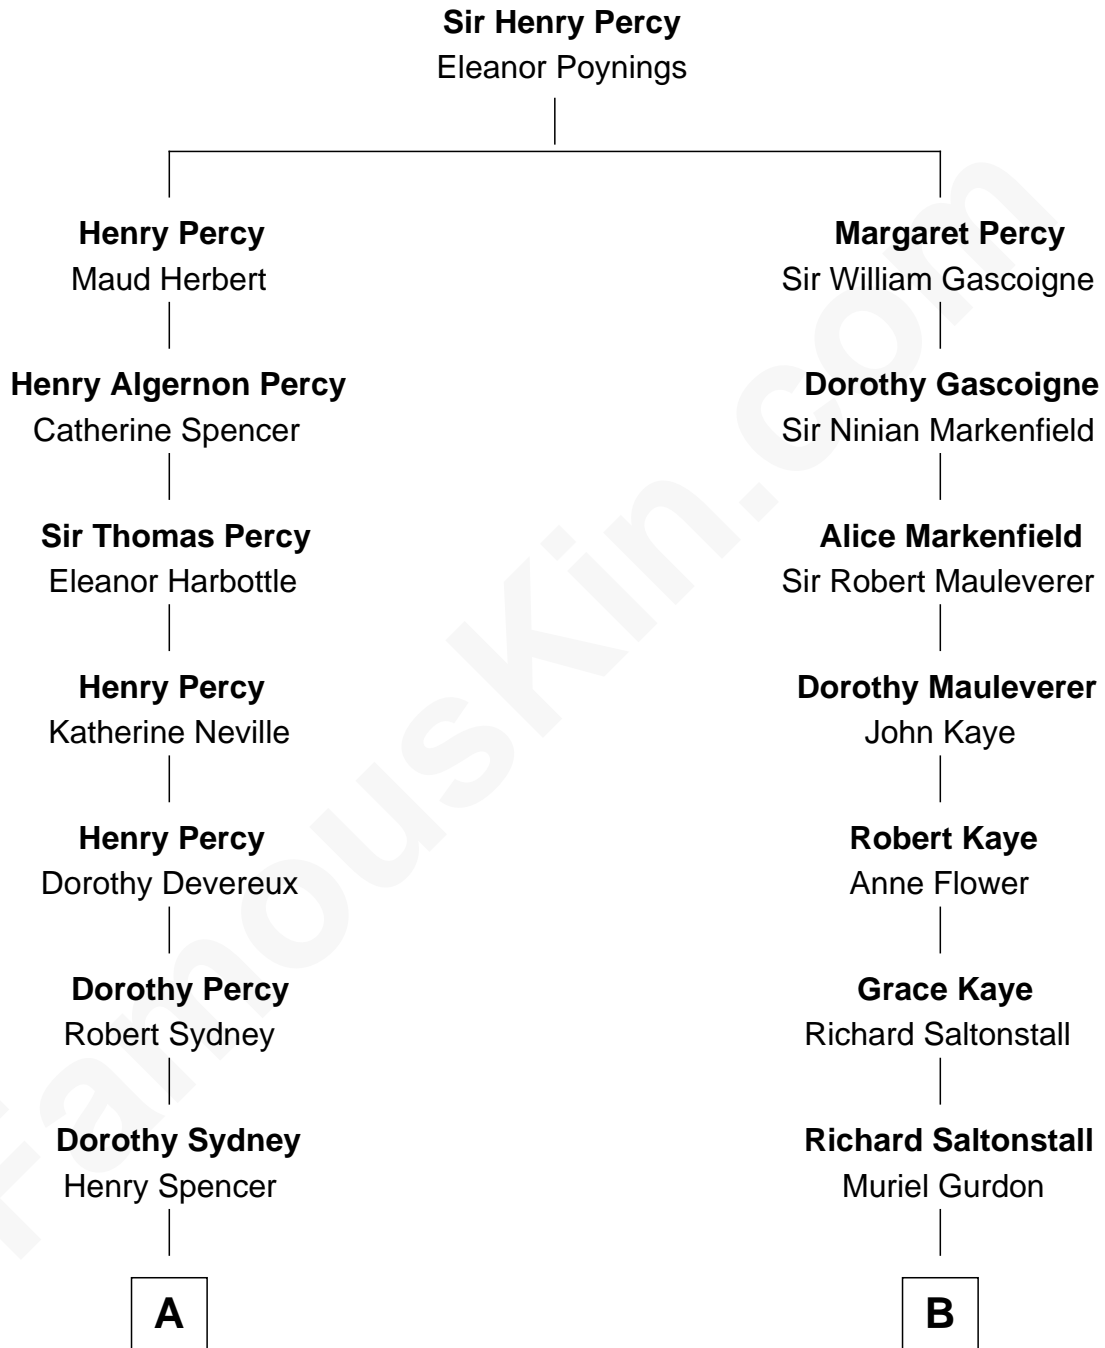 Sir Henry Percy
Eleanor Poynings
Henry Percy
Maud Herbert
Margaret Percy
Sir William Gascoigne
Henry Algernon Percy
Catherine Spencer
Dorothy Gascoigne
Sir Ninian Markenfield
Sir Thomas Percy
Eleanor Harbottle
Alice Markenfield
Sir Robert Mauleverer
Henry Percy
Katherine Neville
Dorothy Mauleverer
John Kaye
Henry Percy
Dorothy Devereux
Robert Kaye
Anne Flower
Dorothy Percy
Robert Sydney
Grace Kaye
Richard Saltonstall
Dorothy Sydney
Henry Spencer
Richard Saltonstall
Muriel Gurdon
A
B
FamousKin.com